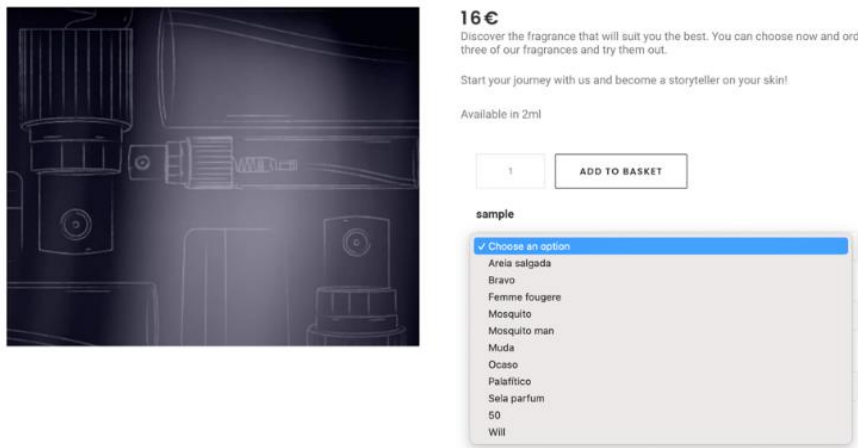 16€
Discover the fragrance that will suit you the best. You can choose now and ord
three of our fragrances and try them out.
Start your journey with us and become a storyteller on your skin!
Available in 2ml
1
ADD TO BASKET
sample
✓ Choose an option
Areia salgada
Bravo
Femme fougere
Mosquito
Mosquito man
Muda
Ocaso
Palafítico
Sela parfum
50
Will